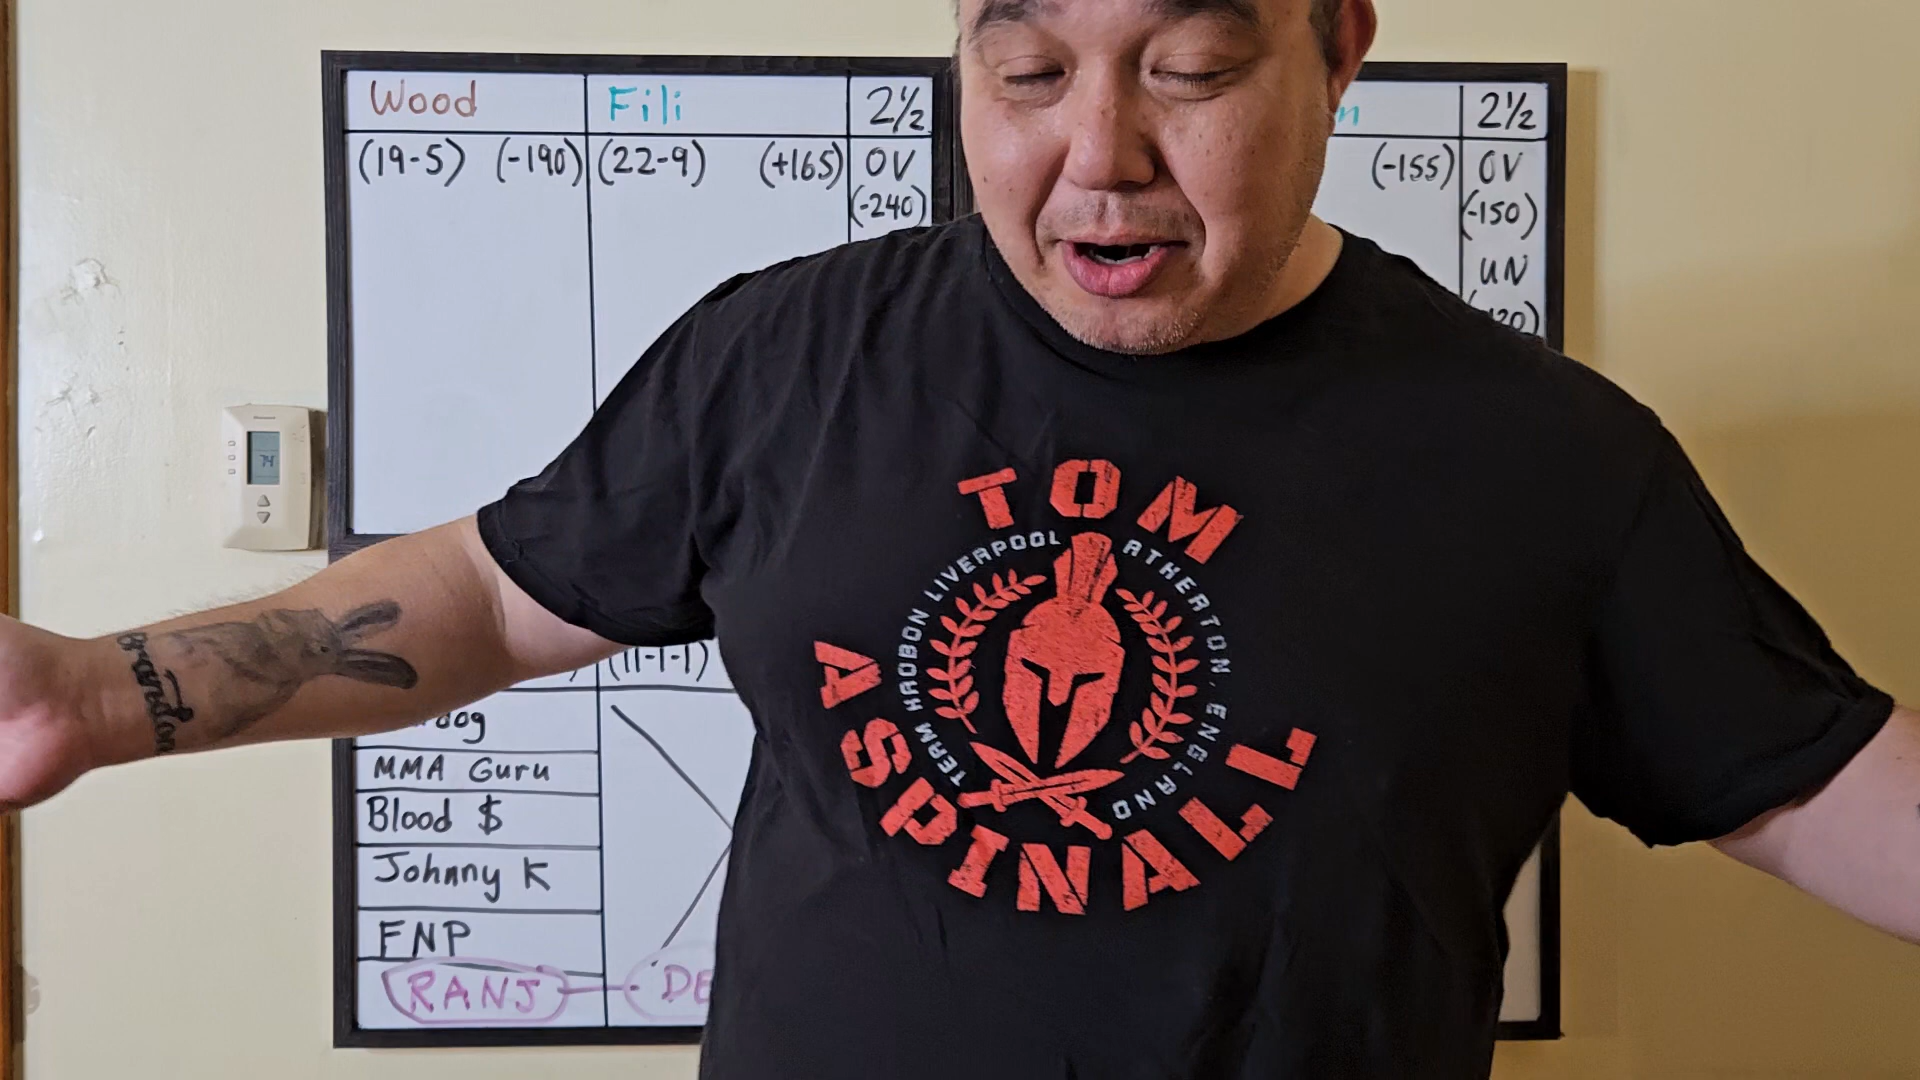 Wood Fili 2½
(19-5) (-190) (22-9) (+165) OV
(-240)
2½
(-155) OV
(-150)
UN
74
(11-1-1)
MMA Guru
Blood $
Johnny K
FNP
RANJ
Brandon
TOM
ASPINALL
TEAM KAOBON LIVERPOOL
ATHERTON, ENGLAND